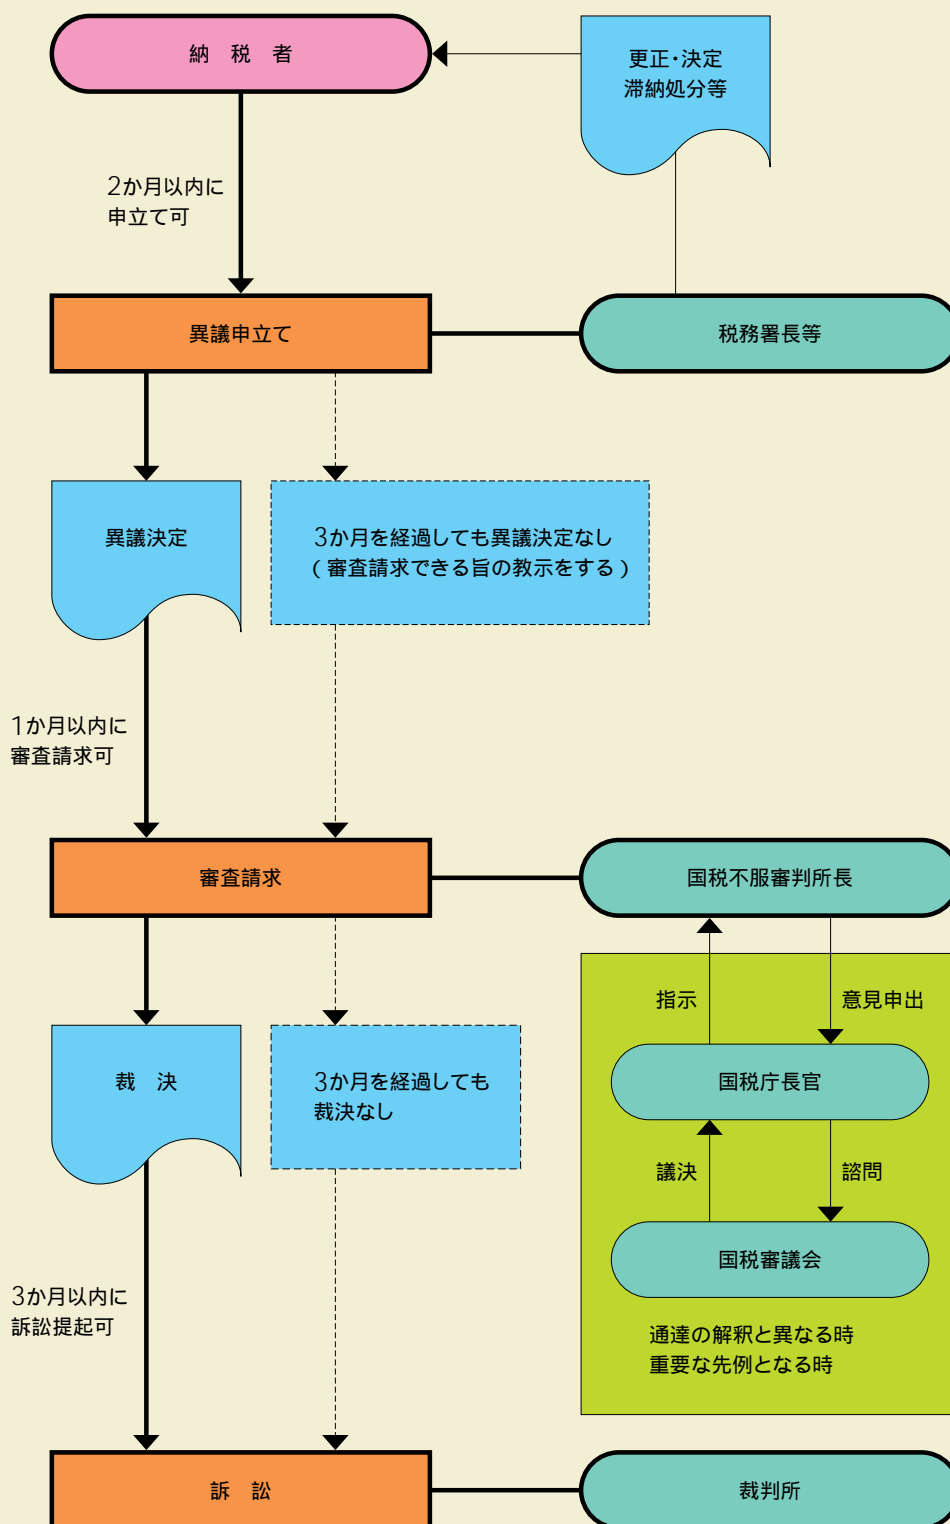 納　税　者
更正・決定
滞納処分等
2か月以内に
申立て可
異議申立て
税務署長等
異議決定
3か月を経過しても異議決定なし
（審査請求できる旨の教示をする）
1か月以内に
審査請求可
審査請求
国税不服審判所長
指示
意見申出
裁　決
3か月を経過しても
裁決なし
国税庁長官
議決
諮問
国税審議会
3か月以内に
訴訟提起可
通達の解釈と異なる時
重要な先例となる時
訴　訟
裁判所